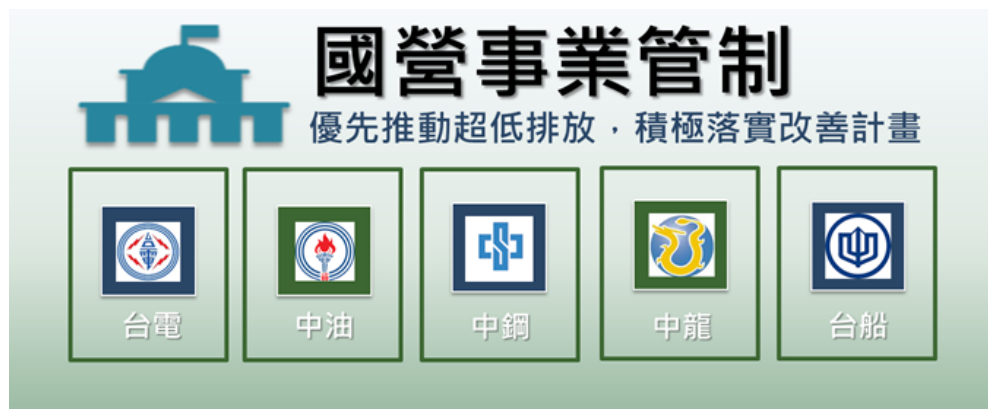 國營事業管制
優先推動超低排放，積極落實改善計畫
台電
中油
中鋼
中龍
台船